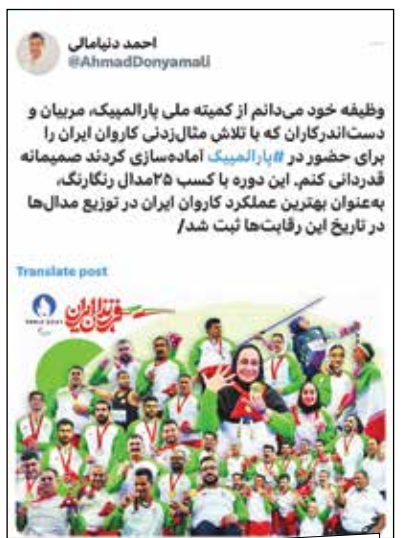 احمد دنیامالی
@AhmadDonyamali
وظیفه خود می‌دانم از کمیته ملی پارالمپیک، مربیان و
دست‌اندرکاران که با تلاش مثال‌زدنی کاروان ایران را
برای حضور در #پارالمپیک آماده‌سازی کردند صمیمانه
قدردانی کنم. این دوره با کسب ۲۵مدال رنگارنگ،
به‌عنوان بهترین عملکرد کاروان ایران در توزیع مدال‌ها
در تاریخ این رقابت‌ها ثبت شد/
Translate post
فرزندان ایران
PARIS 2024